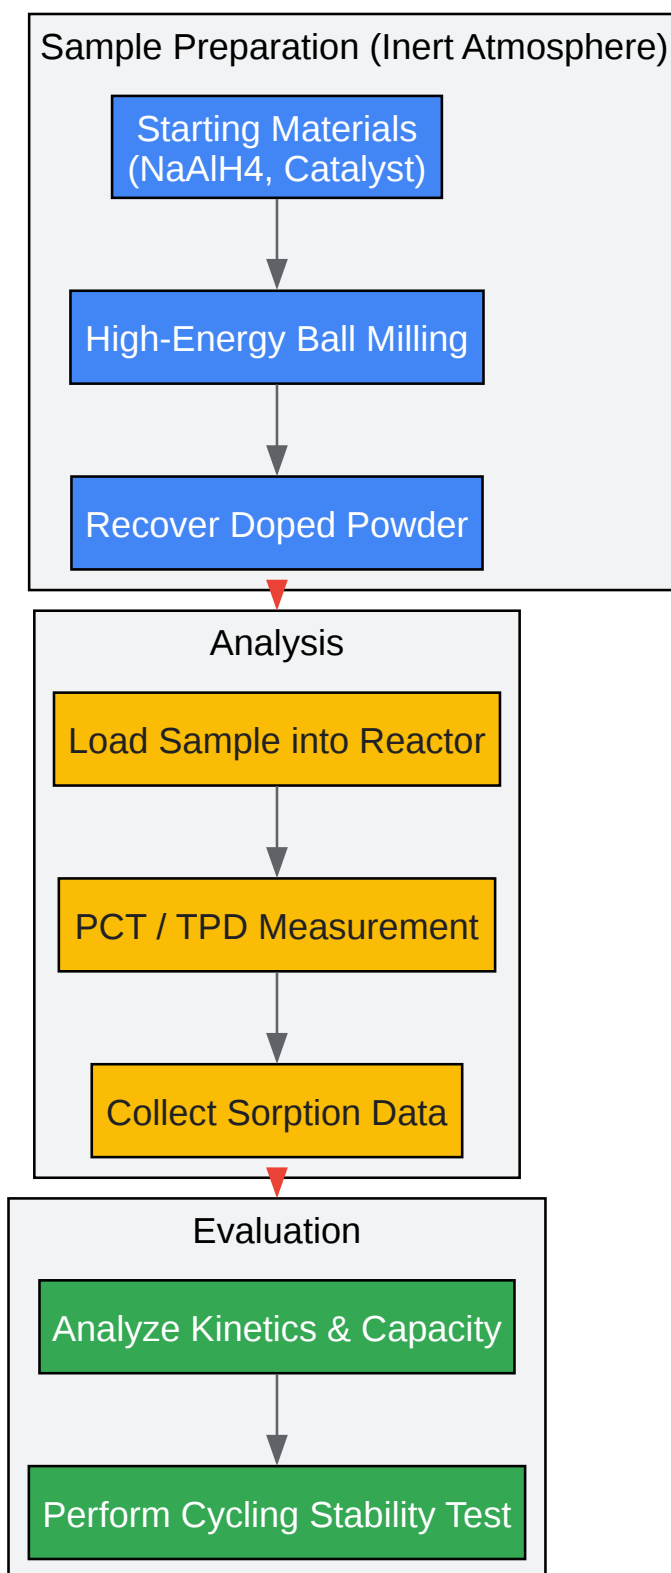 Sample Preparation (Inert Atmosphere)
Starting Materials
(NaAlH4, Catalyst)
High-Energy Ball Milling
Recover Doped Powder
Analysis
Load Sample into Reactor
PCT / TPD Measurement
Collect Sorption Data
Evaluation
Analyze Kinetics & Capacity
Perform Cycling Stability Test